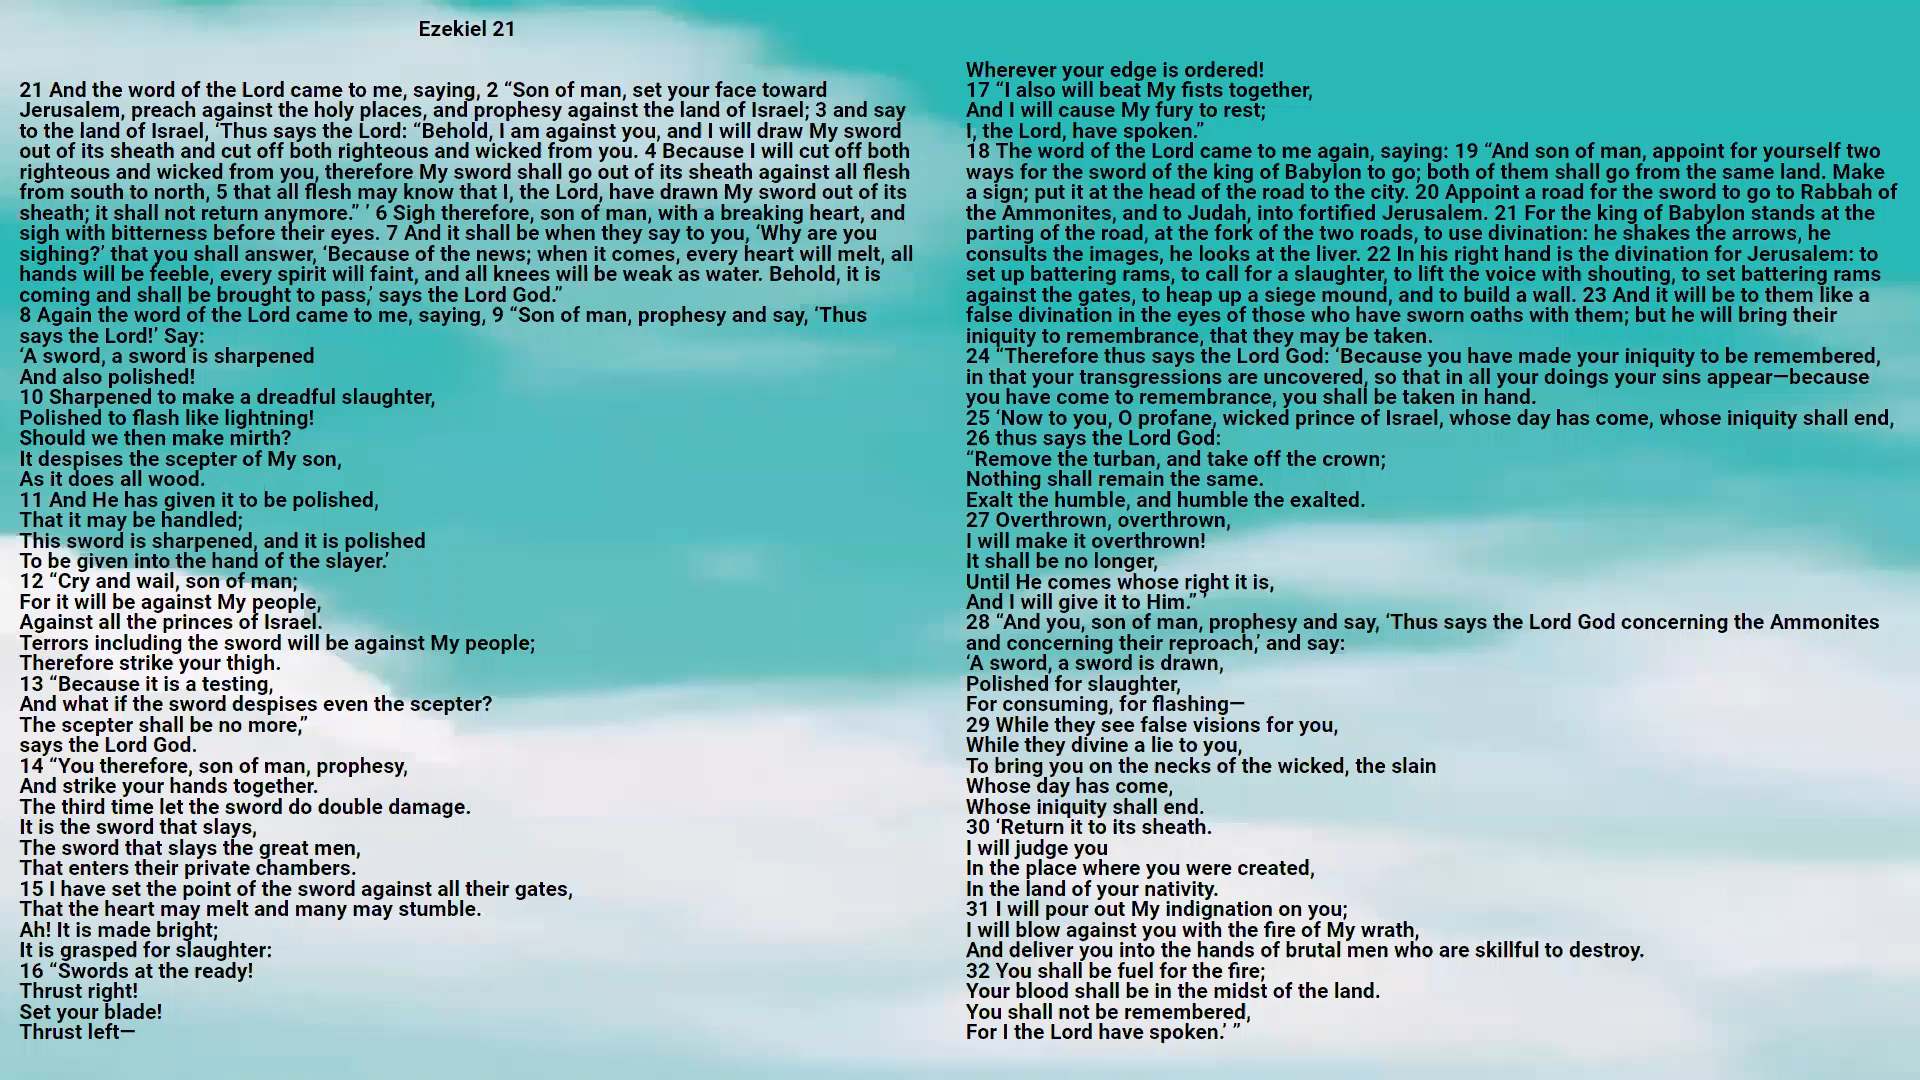 Ezekiel 21
21 And the word of the Lord came to me, saying, 2 “Son of man, set your face toward
Jerusalem, preach against the holy places, and prophesy against the land of Israel; 3 and say
to the land of Israel, ‘Thus says the Lord: “Behold, I am against you, and I will draw My sword
out of its sheath and cut off both righteous and wicked from you. 4 Because I will cut off both
righteous and wicked from you, therefore My sword shall go out of its sheath against all flesh
from south to north, 5 that all flesh may know that I, the Lord, have drawn My sword out of its
sheath; it shall not return anymore.” ’ 6 Sigh therefore, son of man, with a breaking heart, and
sigh with bitterness before their eyes. 7 And it shall be when they say to you, ‘Why are you
sighing?’ that you shall answer, ‘Because of the news; when it comes, every heart will melt, all
hands will be feeble, every spirit will faint, and all knees will be weak as water. Behold, it is
coming and shall be brought to pass,’ says the Lord God.”
8 Again the word of the Lord came to me, saying, 9 “Son of man, prophesy and say, ‘Thus
says the Lord!’ Say:
‘A sword, a sword is sharpened
And also polished!
10 Sharpened to make a dreadful slaughter,
Polished to flash like lightning!
Should we then make mirth?
It despises the scepter of My son,
As it does all wood.
11 And He has given it to be polished,
That it may be handled;
This sword is sharpened, and it is polished
To be given into the hand of the slayer.’
12 “Cry and wail, son of man;
For it will be against My people,
Against all the princes of Israel.
Terrors including the sword will be against My people;
Therefore strike your thigh.
13 “Because it is a testing,
And what if the sword despises even the scepter?
The scepter shall be no more,”
says the Lord God.
14 “You therefore, son of man, prophesy,
And strike your hands together.
The third time let the sword do double damage.
It is the sword that slays,
The sword that slays the great men,
That enters their private chambers.
15 I have set the point of the sword against all their gates,
That the heart may melt and many may stumble.
Ah! It is made bright;
It is grasped for slaughter:
16 “Swords at the ready!
Thrust right!
Set your blade!
Thrust left—
Wherever your edge is ordered!
17 “I also will beat My fists together,
And I will cause My fury to rest;
I, the Lord, have spoken.”
18 The word of the Lord came to me again, saying: 19 “And son of man, appoint for yourself two
ways for the sword of the king of Babylon to go; both of them shall go from the same land. Make
a sign; put it at the head of the road to the city. 20 Appoint a road for the sword to go to Rabbah of
the Ammonites, and to Judah, into fortified Jerusalem. 21 For the king of Babylon stands at the
parting of the road, at the fork of the two roads, to use divination: he shakes the arrows, he
consults the images, he looks at the liver. 22 In his right hand is the divination for Jerusalem: to
set up battering rams, to call for a slaughter, to lift the voice with shouting, to set battering rams
against the gates, to heap up a siege mound, and to build a wall. 23 And it will be to them like a
false divination in the eyes of those who have sworn oaths with them; but he will bring their
iniquity to remembrance, that they may be taken.
24 “Therefore thus says the Lord God: ‘Because you have made your iniquity to be remembered,
in that your transgressions are uncovered, so that in all your doings your sins appear—because
you have come to remembrance, you shall be taken in hand.
25 ‘Now to you, O profane, wicked prince of Israel, whose day has come, whose iniquity shall end,
26 thus says the Lord God:
“Remove the turban, and take off the crown;
Nothing shall remain the same.
Exalt the humble, and humble the exalted.
27 Overthrown, overthrown,
I will make it overthrown!
It shall be no longer,
Until He comes whose right it is,
And I will give it to Him.” ’
28 “And you, son of man, prophesy and say, ‘Thus says the Lord God concerning the Ammonites
and concerning their reproach,’ and say:
‘A sword, a sword is drawn,
Polished for slaughter,
For consuming, for flashing—
29 While they see false visions for you,
While they divine a lie to you,
To bring you on the necks of the wicked, the slain
Whose day has come,
Whose iniquity shall end.
30 ‘Return it to its sheath.
I will judge you
In the place where you were created,
In the land of your nativity.
31 I will pour out My indignation on you;
I will blow against you with the fire of My wrath,
And deliver you into the hands of brutal men who are skillful to destroy.
32 You shall be fuel for the fire;
Your blood shall be in the midst of the land.
You shall not be remembered,
For I the Lord have spoken.’ ”